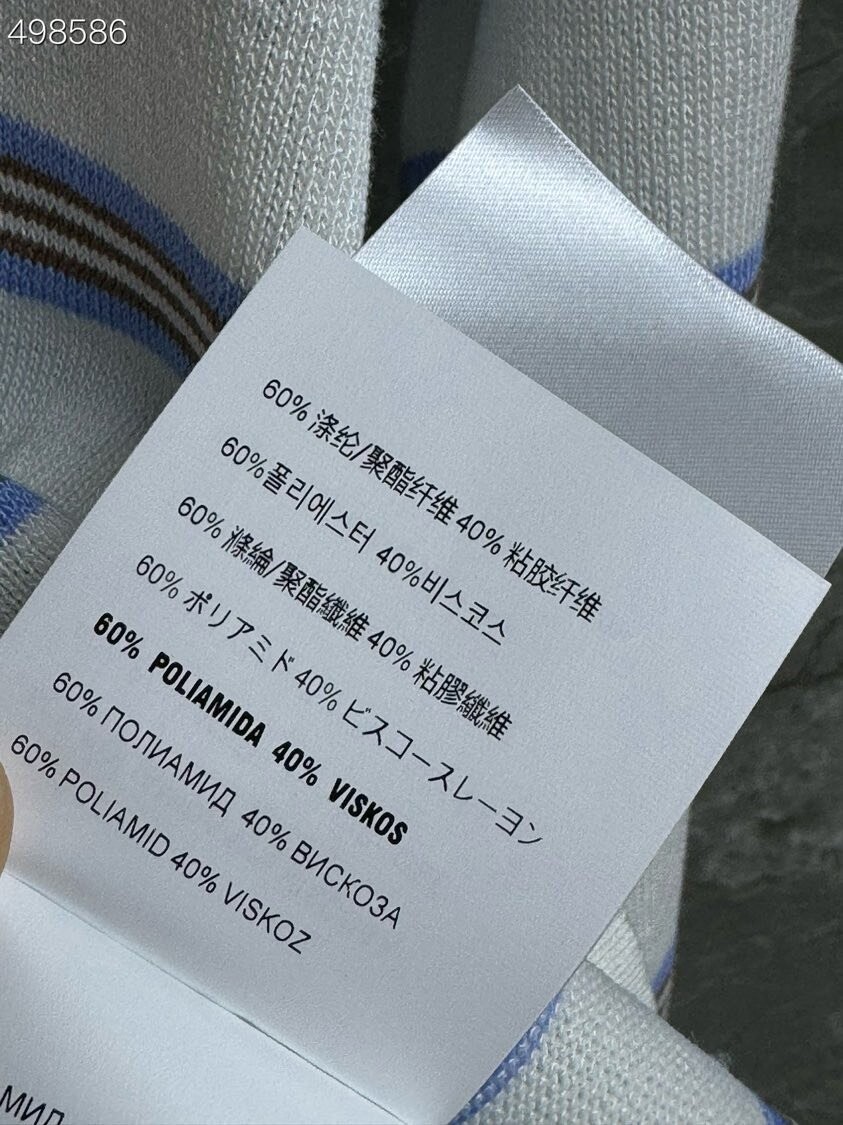 498586
60% 涤纶/聚酯纤维 40% 粘胶纤维
60%폴리에스터 40%비스코스
60% 滌綸/聚酯纖維 40% 粘膠纖維
60% ポリアミド 40% ビスコースレーヨン
60% POLIAMIDA 40% VISKOS
60% ПОЛИАМИД 40% ВИСКОЗА
60% POLIAMID 40% VISKOZ